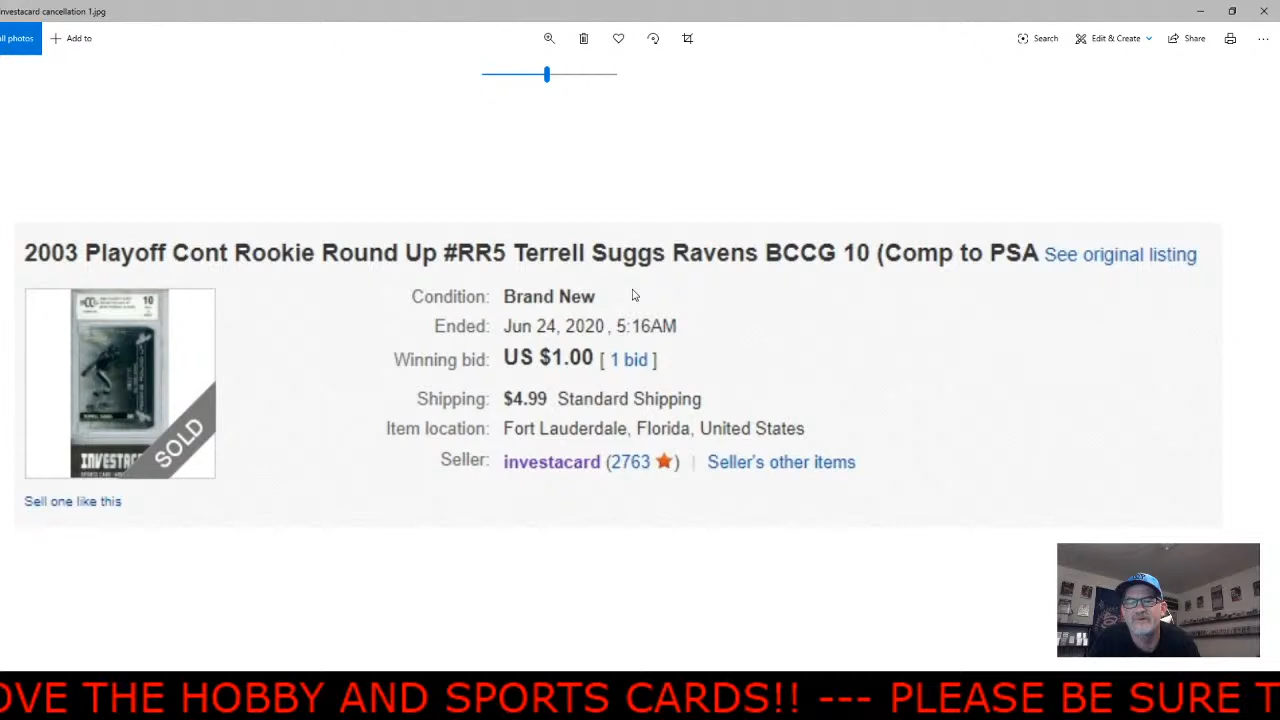 nvestacard cancellation 1.jpg
ll photos
Add to
Search
Edit & Create
Share
2003 Playoff Cont Rookie Round Up #RR5 Terrell Suggs Ravens BCCG 10 (Comp to PSA See original listing
Condition: Brand New
Ended: Jun 24, 2020 , 5:16AM
Winning bid: US $1.00 [ 1 bid ]
Shipping: $4.99 Standard Shipping
Item location: Fort Lauderdale, Florida, United States
Seller: investacard (2763 ) | Seller's other items
10
SOLD
INVESTAC
Sell one like this
OVE THE HOBBY AND SPORTS CARDS!! --- PLEASE BE SURE T